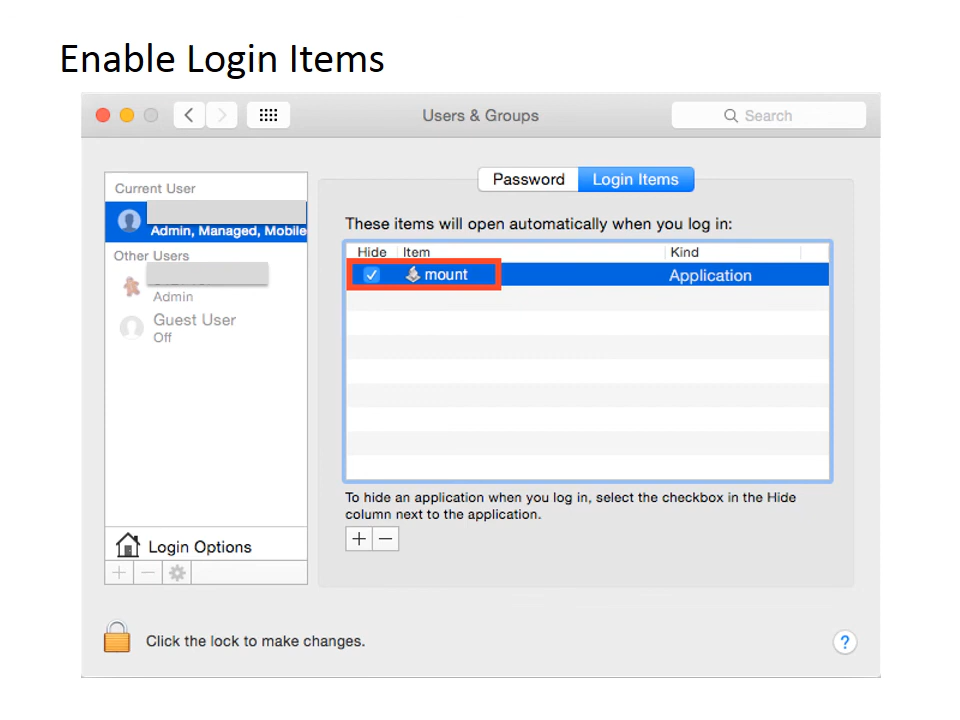 Enable Login Items
Users & Groups
Search
Password
Login Items
Current User
Admin, Managed, Mobile
Other Users
Admin
Guest User
Off
Login Options
These items will open automatically when you log in:
Hide Item Kind
mount Application
To hide an application when you log in, select the checkbox in the Hide
column next to the application.
Click the lock to make changes.
?